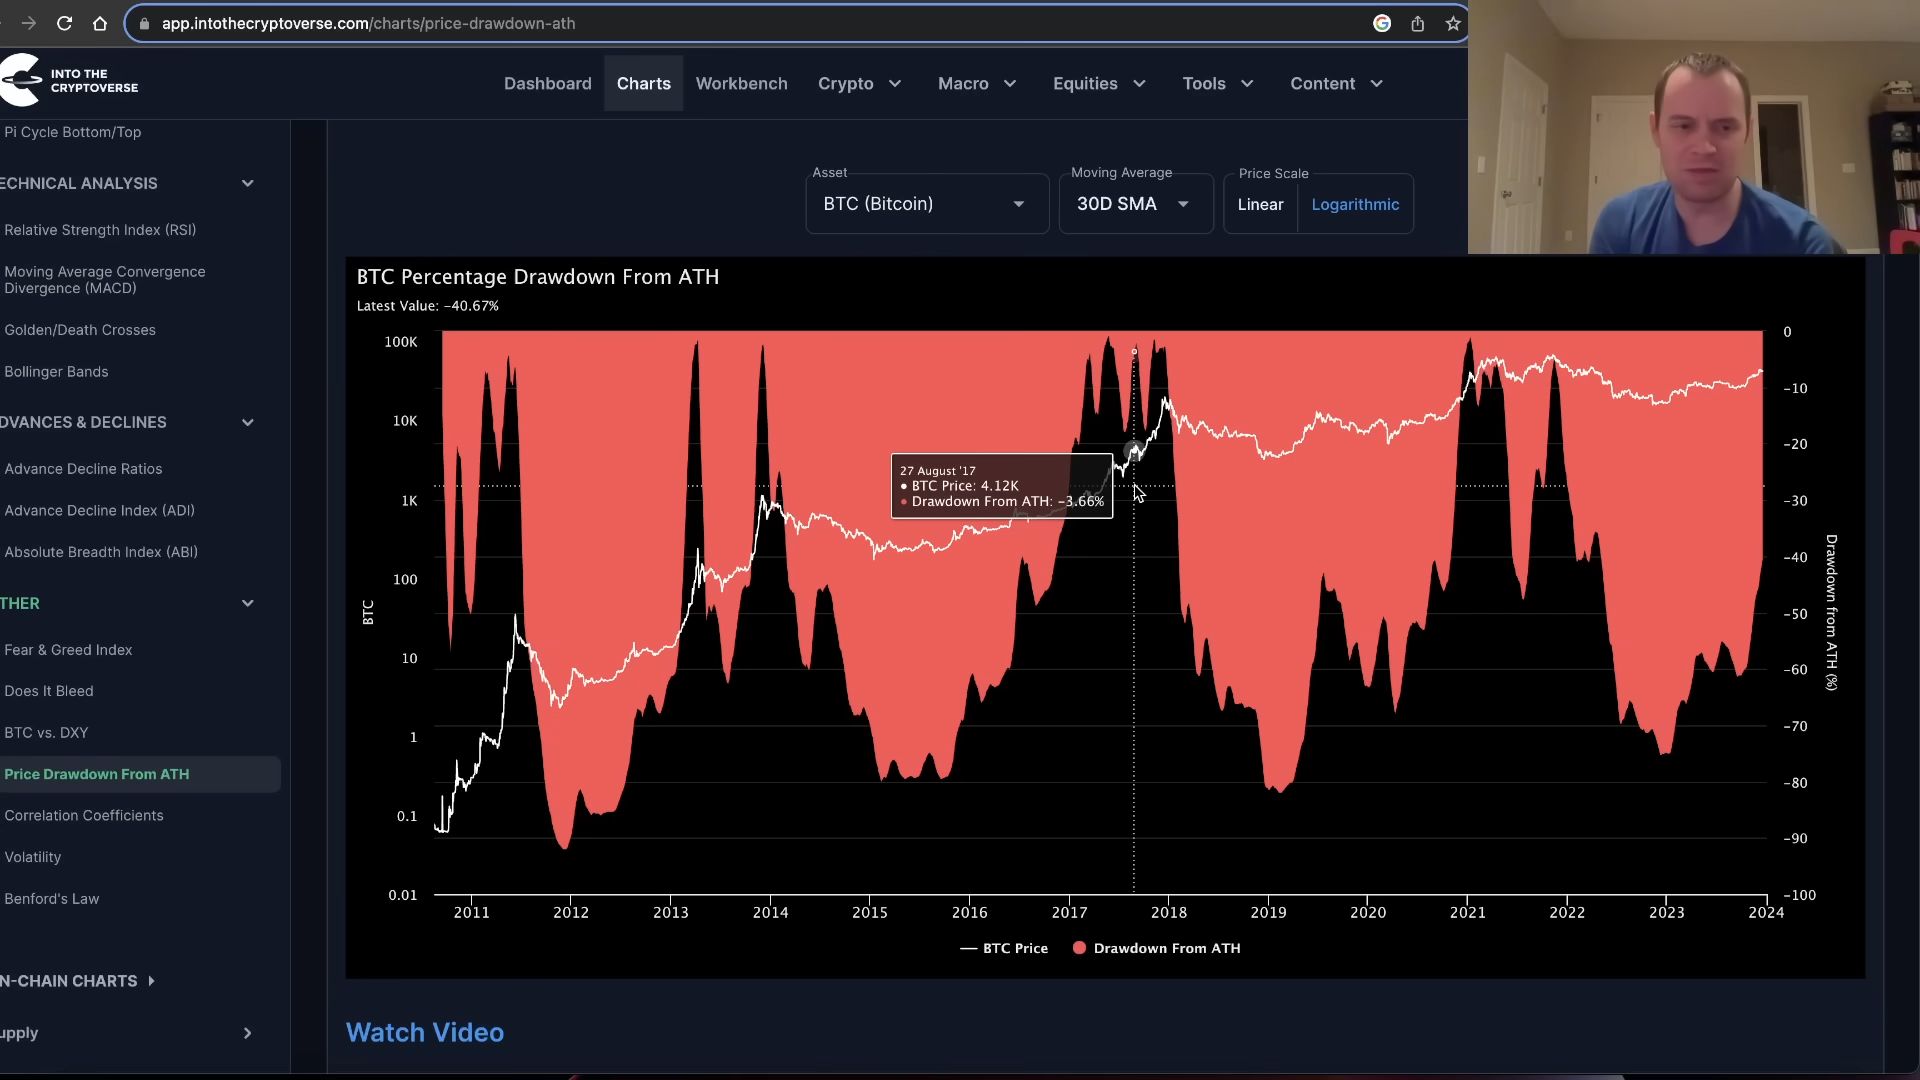 app.intothecryptoverse.com/charts/price-drawdown-ath
INTO THE
CRYPTOVERSE
Dashboard
Charts
Workbench
Crypto
Macro
Equities
Tools
Content
Pi Cycle Bottom/Top
ECHNICAL ANALYSIS
Relative Strength Index (RSI)
Moving Average Convergence
Divergence (MACD)
Golden/Death Crosses
Bollinger Bands
DVANCES & DECLINES
Advance Decline Ratios
Advance Decline Index (ADI)
Absolute Breadth Index (ABI)
THER
Fear & Greed Index
Does It Bleed
BTC vs. DXY
Price Drawdown From ATH
Correlation Coefficients
Volatility
Benford's Law
N-CHAIN CHARTS
upply
Asset
BTC (Bitcoin)
Moving Average
30D SMA
Price Scale
Linear
Logarithmic
BTC Percentage Drawdown From ATH
Latest Value: −40.67%
100K
10K
1K
100
10
1
0.1
0.01
BTC
27 August '17
BTC Price: 4.12K
Drawdown From ATH: −3.66%
0
−10
−20
−30
−40
−50
−60
−70
−80
−90
−100
Drawdown from ATH (%)
2011
2012
2013
2014
2015
2016
2017
2018
2019
2020
2021
2022
2023
2024
BTC Price
Drawdown From ATH
Watch Video